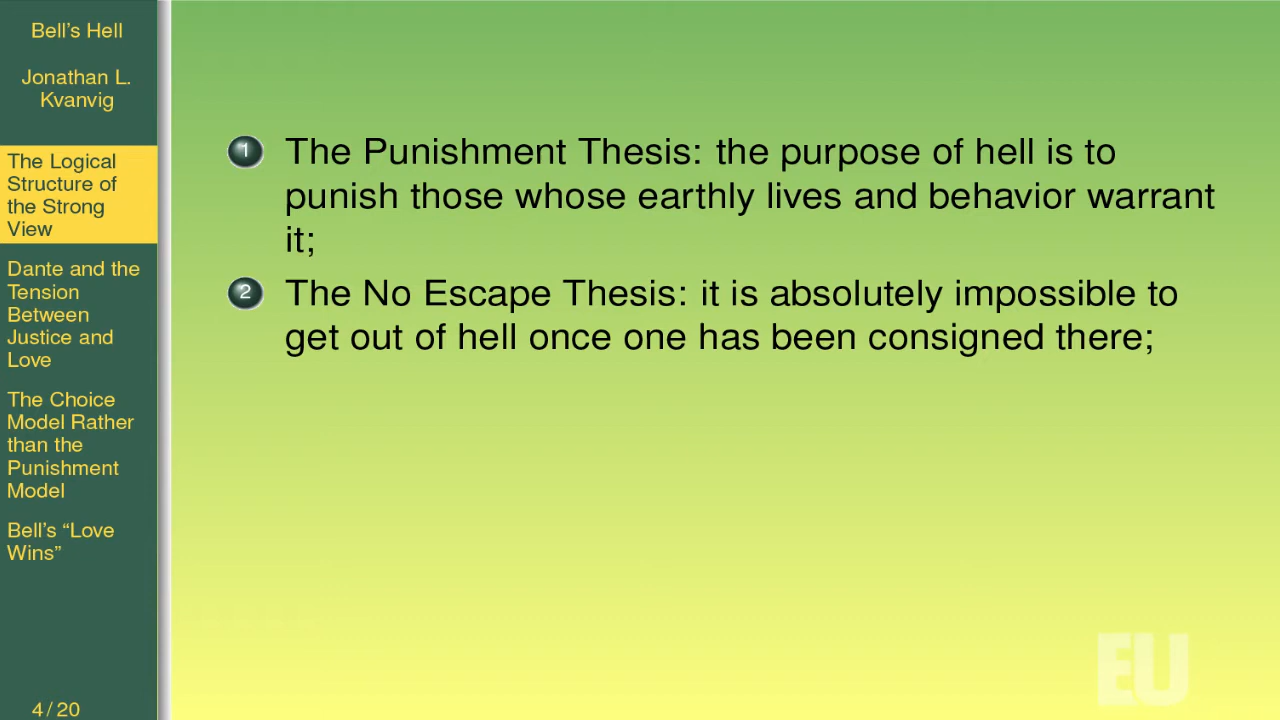 Bell's Hell
Jonathan L.
Kvanvig
The Logical
Structure of
the Strong
View
Dante and the
Tension
Between
Justice and
Love
The Choice
Model Rather
than the
Punishment
Model
Bell's “Love
Wins”
4/20
1 The Punishment Thesis: the purpose of hell is to
punish those whose earthly lives and behavior warrant
it;
2 The No Escape Thesis: it is absolutely impossible to
get out of hell once one has been consigned there;
EU